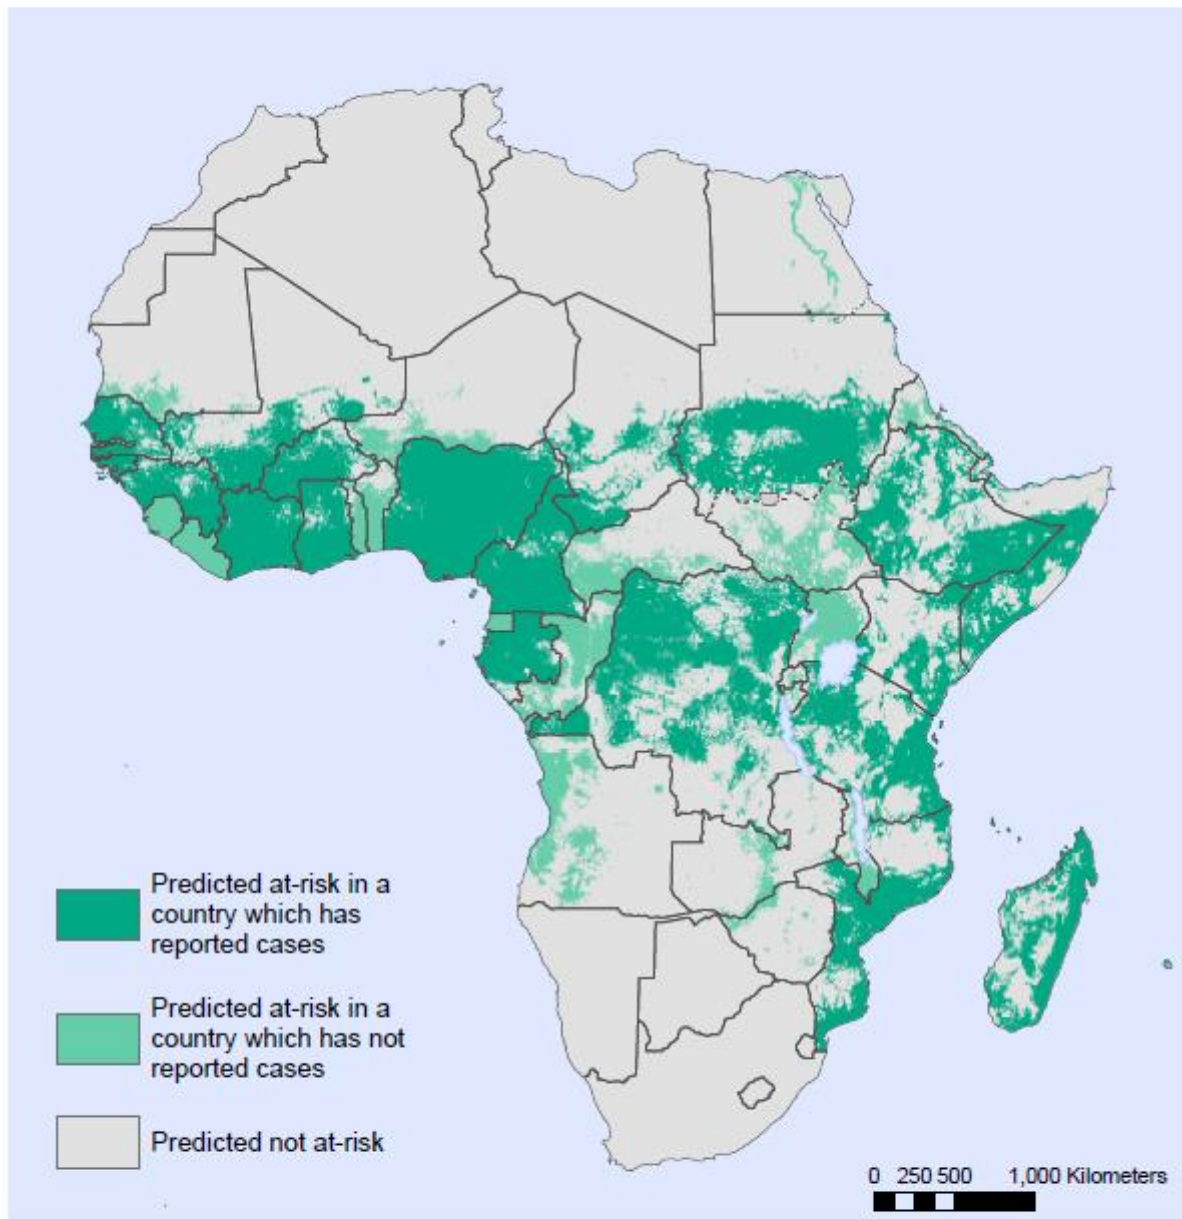 Predicted at-risk in a
country which has
reported cases
Predicted at-risk in a
country which has not
reported cases
Predicted not at-risk
0 250 500 1,000 Kilometers